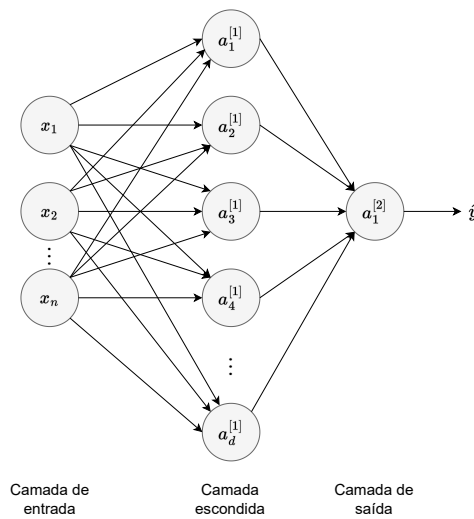 a_1^{[1]}
x_1
a_2^{[1]}
x_2
a_3^{[1]}
a_1^{[2]}
...
x_n
a_4^{[1]}
...
a_d^{[1]}
Camada de
entrada
Camada
escondida
Camada de
saída